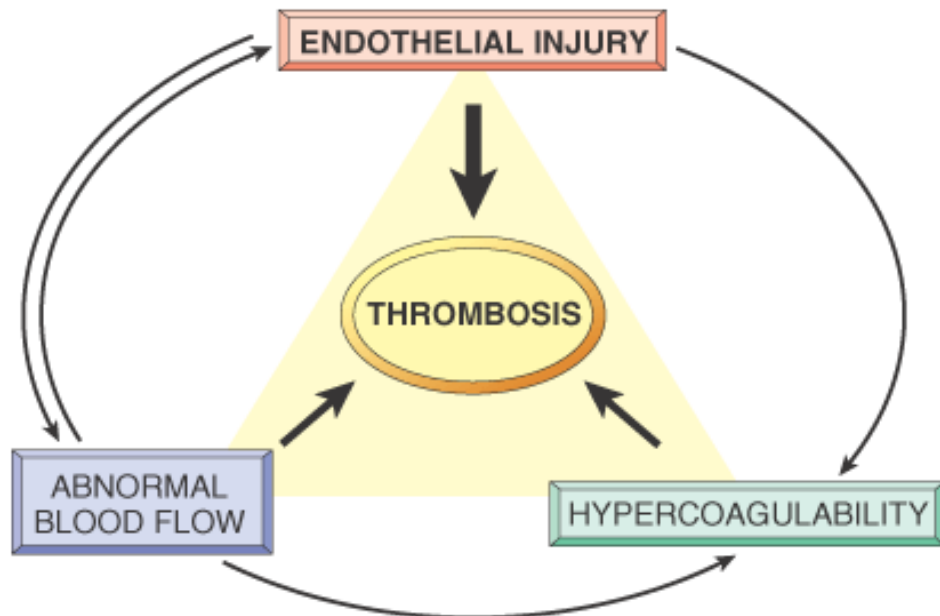 ENDOTHELIAL INJURY
THROMBOSIS
ABNORMAL
BLOOD FLOW
HYPERCOAGULABILITY